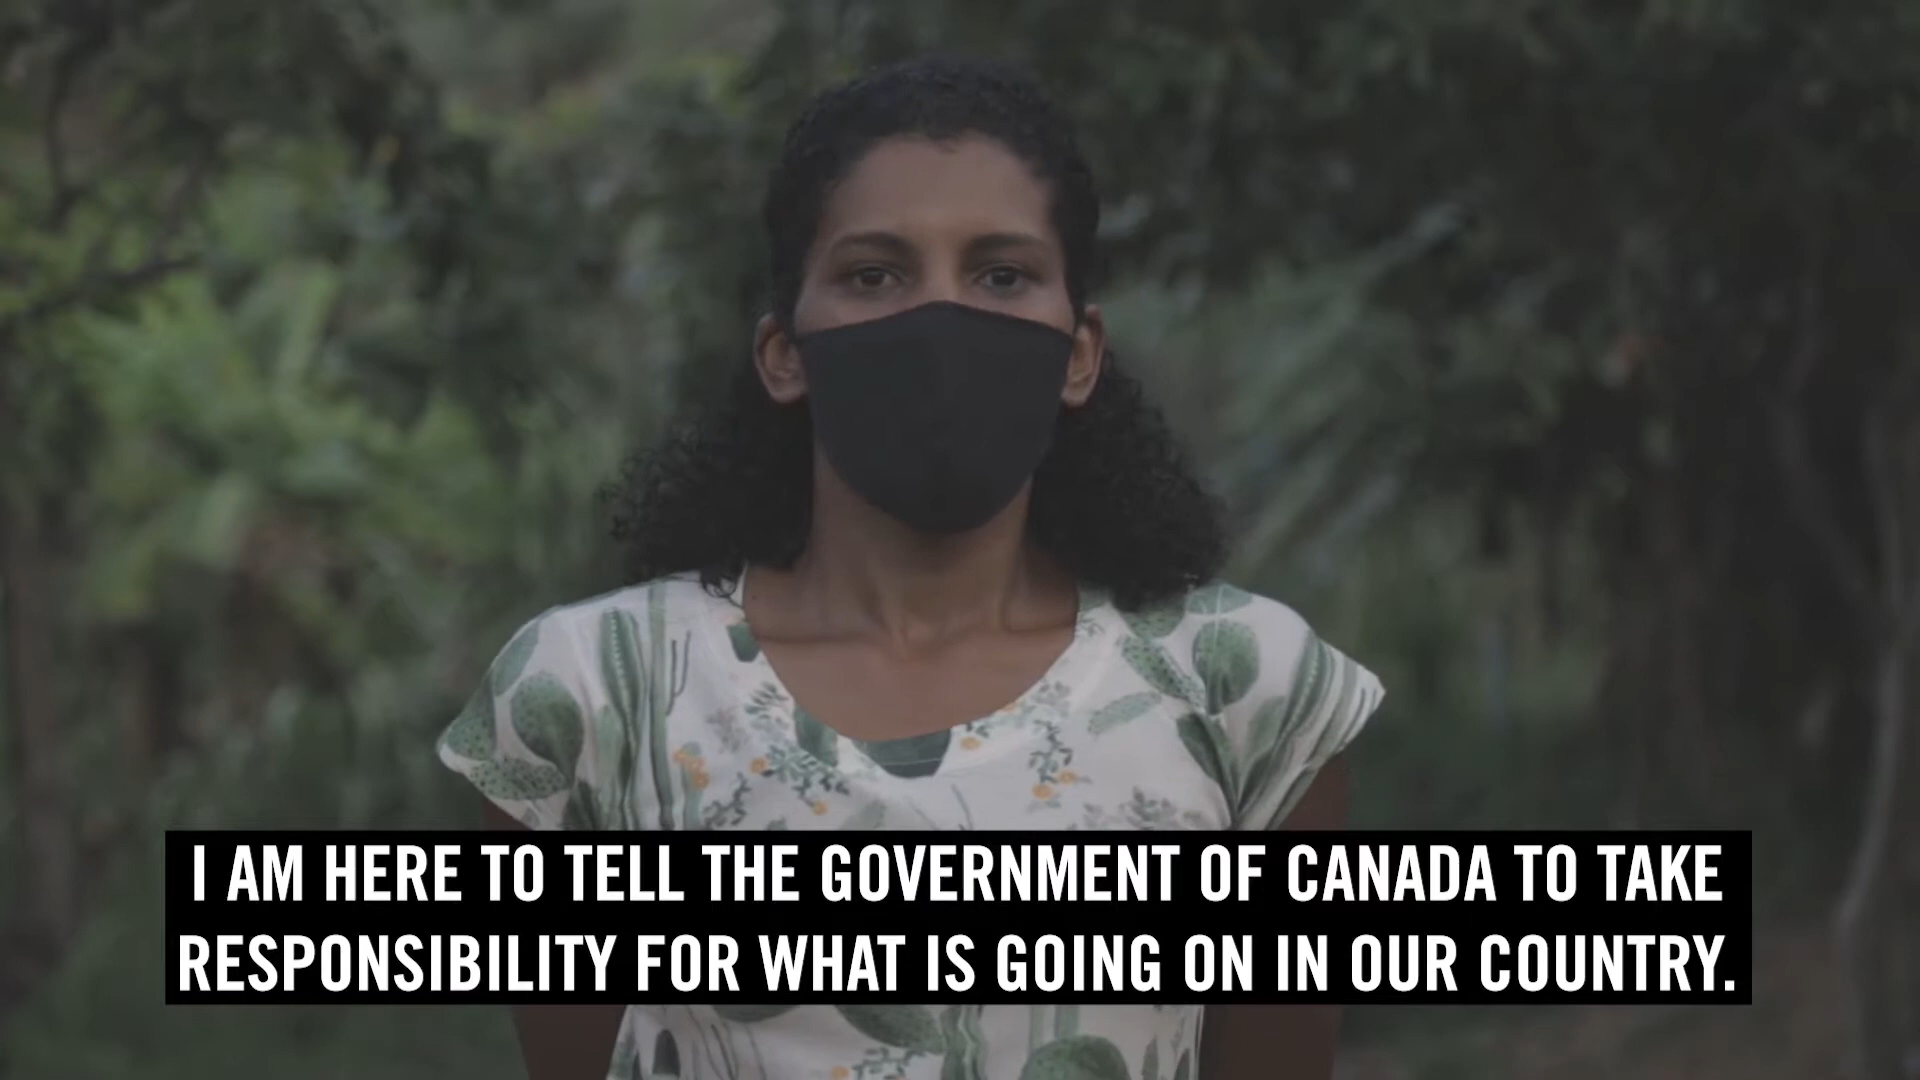 I AM HERE TO TELL THE GOVERNMENT OF CANADA TO TAKE
RESPONSIBILITY FOR WHAT IS GOING ON IN OUR COUNTRY.